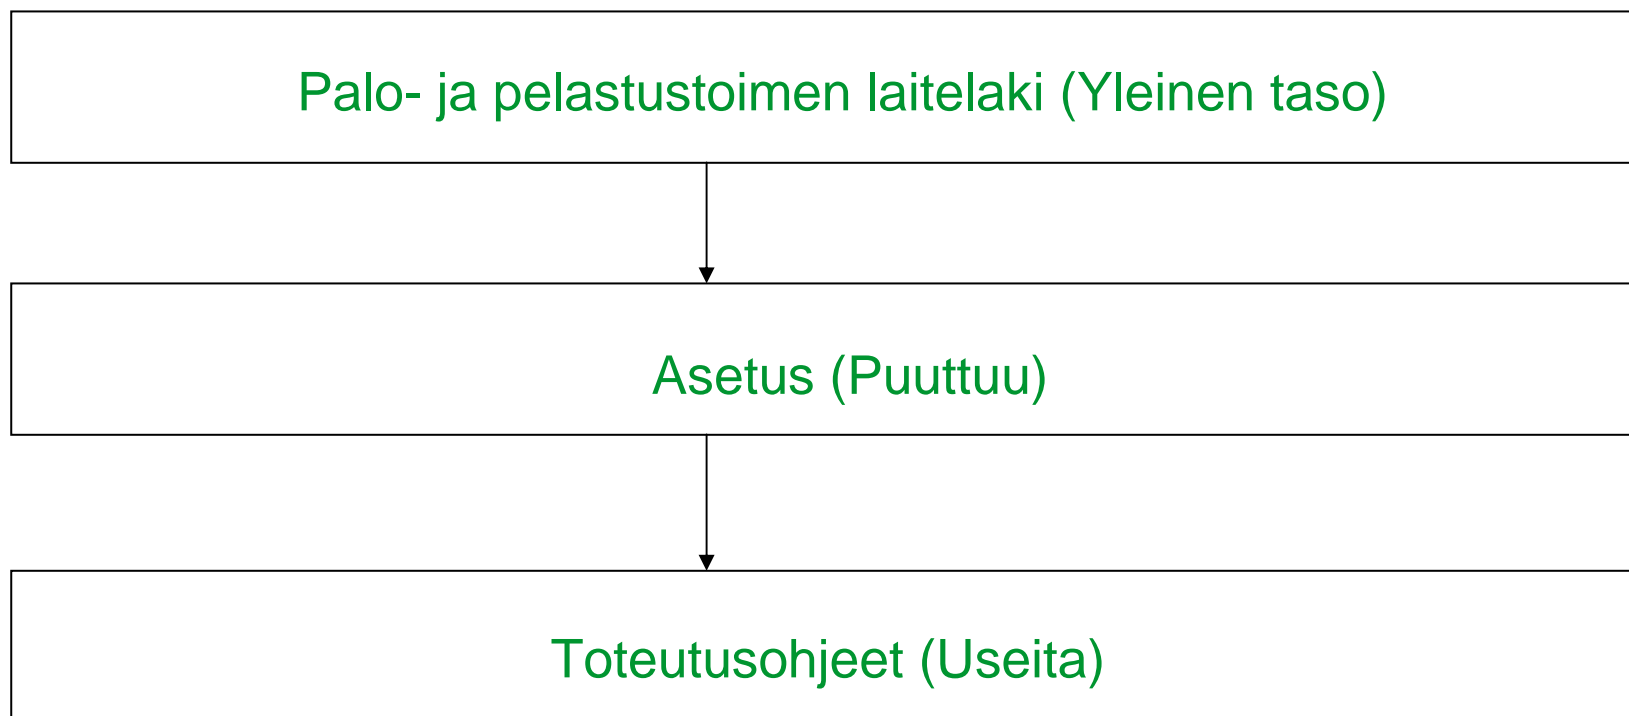 Palo- ja pelastustoimen laitelaki (Yleinen taso)
Asetus (Puuttuu)
Toteutusohjeet (Useita)